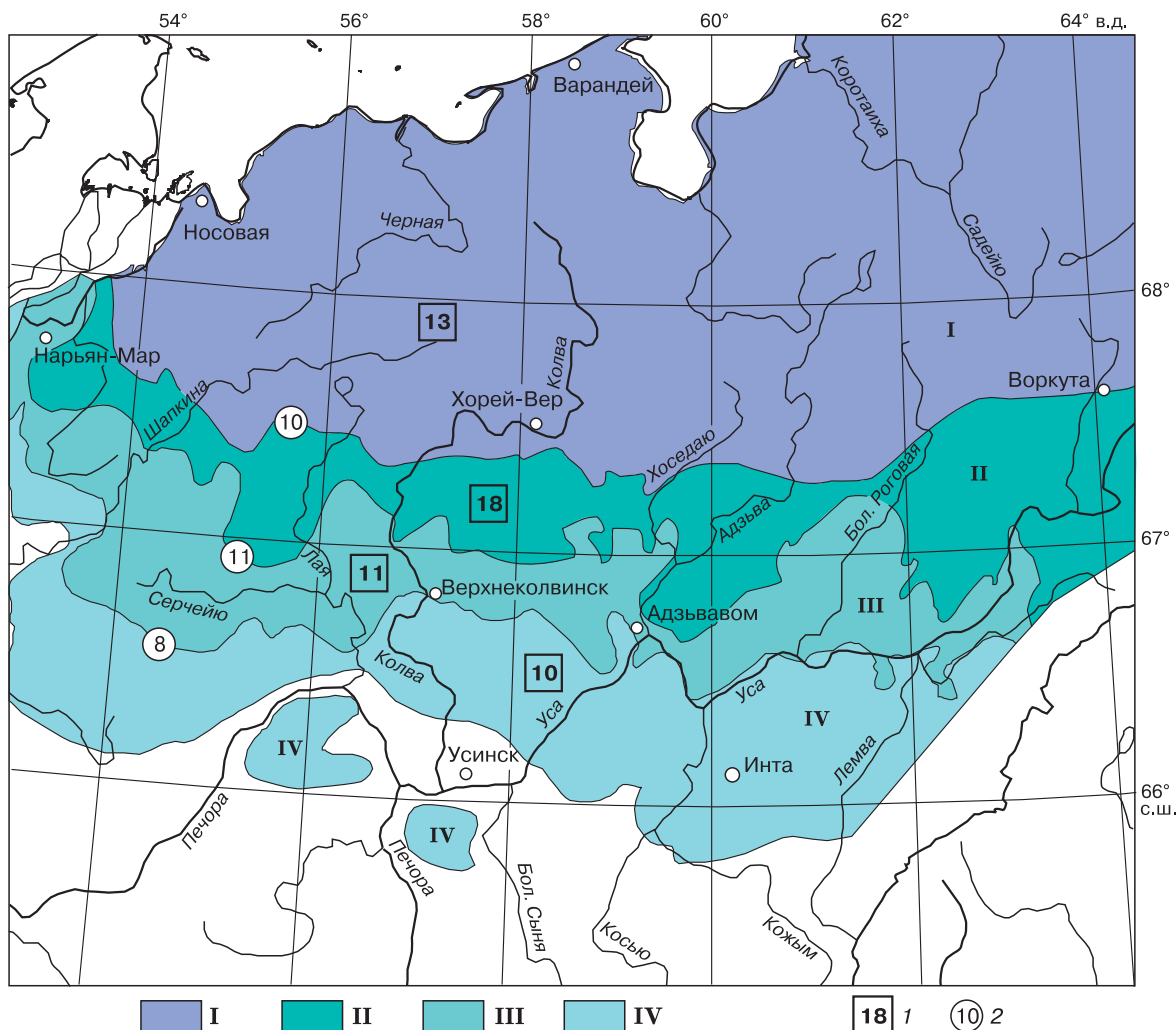 54° 56° 58° 60° 62° 64° в.д.
Варандей
Коротаиха
Носовая
Черная
Садейю
68°
13
I
Нарьян-Мар
Колва
Воркута
Шапкина
Хорей-Вер
10
Хоседаю
Бол. Роговая
II
18
Адзьва
67°
11
Лая
11
Верхнеколвинск
Серчейю
III
Адзьвавом
8
Колва
10
Уса
Уса
IV
Лемва
IV
Усинск
Инта
66°
с.ш.
Печора
IV
Печора
Бол. Сыня
Косью
Кожым
I II III IV 18 1 10 2